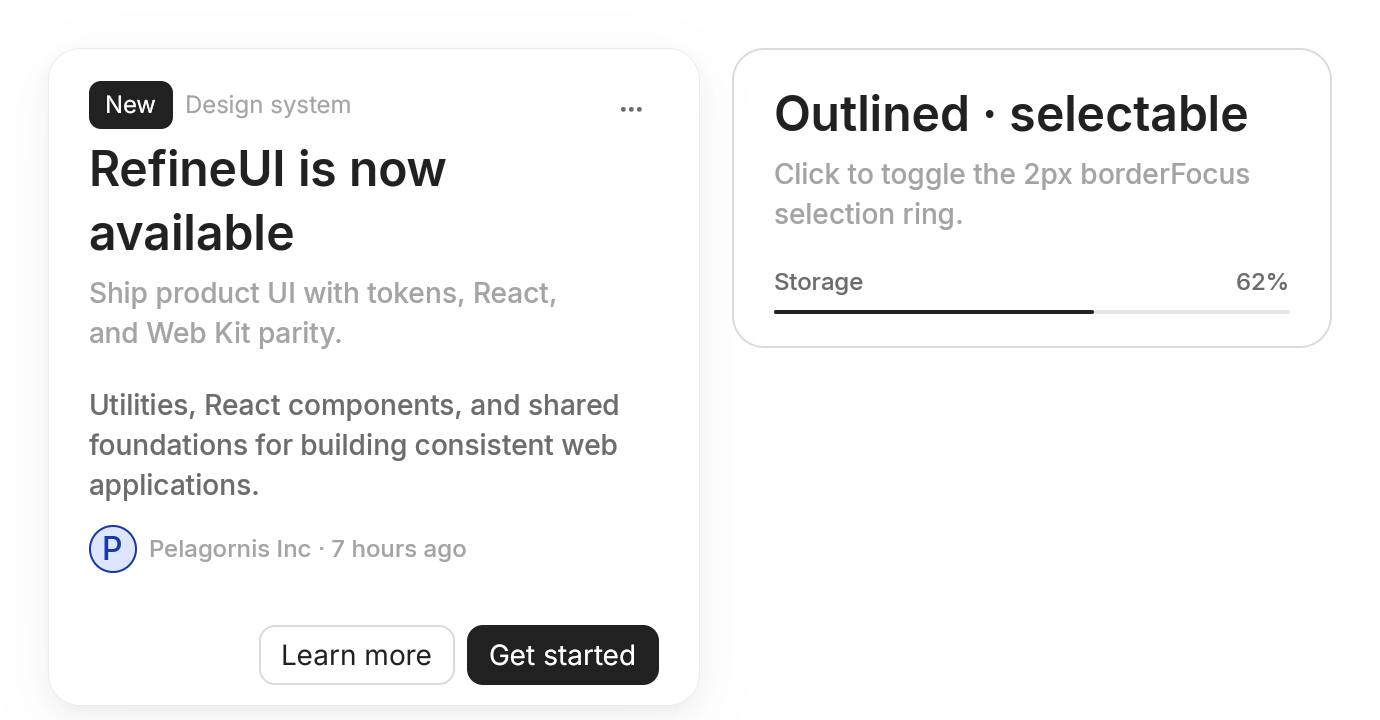 New Design system
RefineUI is now
available
Ship product UI with tokens, React,
and Web Kit parity.
Utilities, React components, and shared
foundations for building consistent web
applications.
P Pelagornis Inc · 7 hours ago
Learn more Get started
Outlined · selectable
Click to toggle the 2px borderFocus
selection ring.
Storage 62%